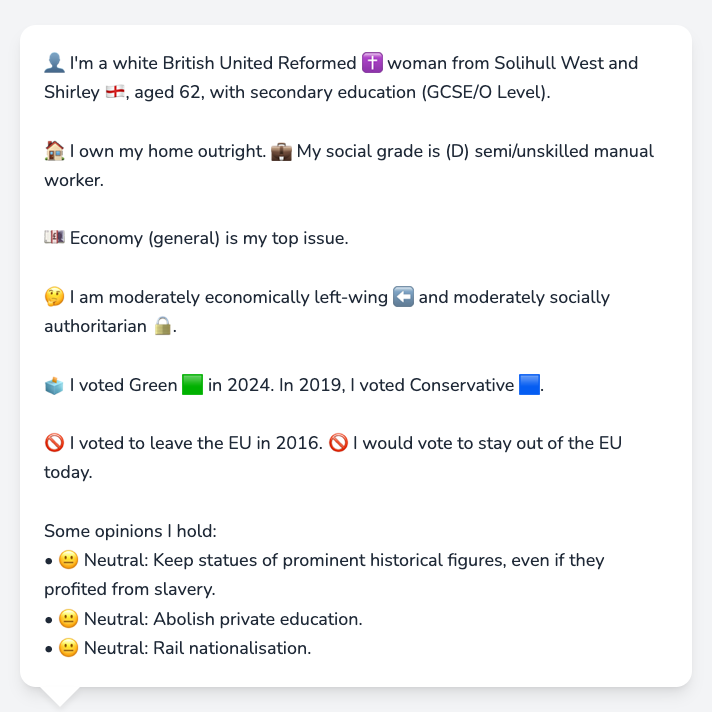 👤 I'm a white British United Reformed ✝️ woman from Solihull West and
Shirley 🏴󠁧󠁢󠁥󠁮󠁧󠁿, aged 62, with secondary education (GCSE/O Level).
🏠 I own my home outright. 💼 My social grade is (D) semi/unskilled manual
worker.
💷 Economy (general) is my top issue.
🤔 I am moderately economically left-wing ⬅️ and moderately socially
authoritarian 🔒.
🗳️ I voted Green 🟩 in 2024. In 2019, I voted Conservative 🟦.
🚫 I voted to leave the EU in 2016. 🚫 I would vote to stay out of the EU
today.
Some opinions I hold:
• 😐 Neutral: Keep statues of prominent historical figures, even if they
profited from slavery.
• 😐 Neutral: Abolish private education.
• 😐 Neutral: Rail nationalisation.